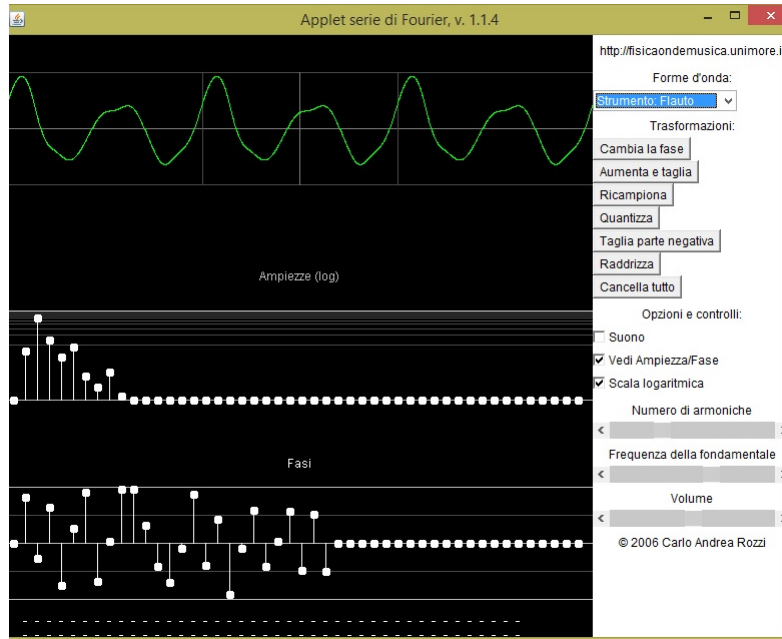 Applet serie di Fourier, v. 1.1.4
http://fisicaondemusica.unimore.i
Forme d'onda:
Strumento: Flauto
Trasformazioni:
Cambia la fase
Aumenta e taglia
Ricampiona
Quantizza
Taglia parte negativa
Raddrizza
Cancella tutto
Opzioni e controlli:
Suono
Vedi Ampiezza/Fase
Scala logaritmica
Numero di armoniche
Frequenza della fondamentale
Volume
© 2006 Carlo Andrea Rozzi
Ampiezze (log)
Fasi